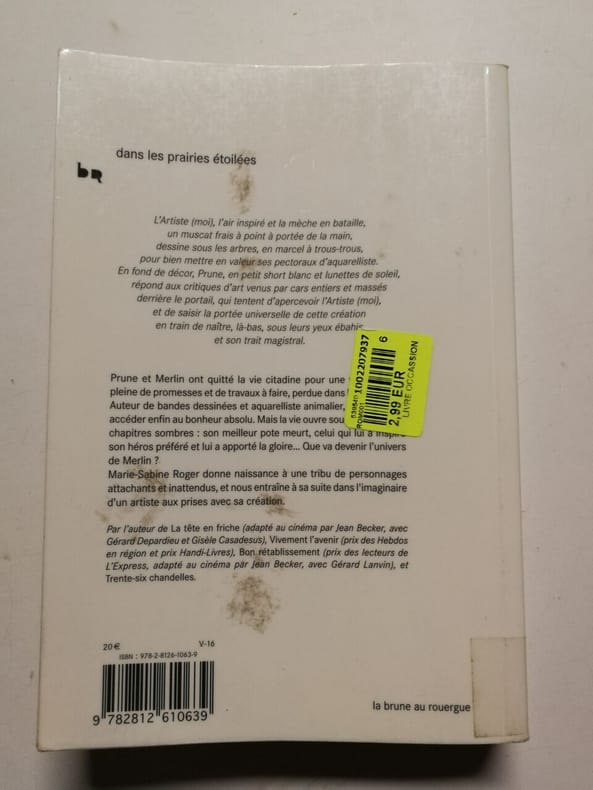 dans les prairies étoilées
bR
L'Artiste (moi), l'air inspiré et la mèche en bataille,
un muscat frais à point à portée de la main,
dessine sous les arbres, en marcel à trous-trous,
pour bien mettre en valeur ses pectoraux d'aquarelliste.
En fond de décor, Prune, en petit short blanc et lunettes de soleil,
répond aux critiques d'art venus par cars entiers et massés
derrière le portail, qui tentent d'apercevoir l'Artiste (moi),
et de saisir la portée universelle de cette création
en train de naître, là-bas, sous leurs yeux ébahis
et son trait magistral.
Prune et Merlin ont quitté la vie citadine pour une
pleine de promesses et de travaux à faire, perdue dans
Auteur de bandes dessinées et aquarelliste animalier,
accéder enfin au bonheur absolu. Mais la vie ouvre
chapitres sombres : son meilleur pote meurt, celui qui lui a
son héros préféré et lui a apporté la gloire... Que va devenir l'univers
de Merlin ?
Marie-Sabine Roger donne naissance à une tribu de personnages
attachants et inattendus, et nous entraîne à sa suite dans l'imaginaire
d'un artiste aux prises avec sa création.
Par l'auteur de La tête en friche (adapté au cinéma par Jean Becker, avec
Gérard Depardieu et Gisèle Casadesus), Vivement l'avenir (prix des Hebdos
en région et prix Handi-Livres), Bon rétablissement (prix des lecteurs de
L'Express, adapté au cinéma par Jean Becker, avec Gérard Lanvin), et
Trente-six chandelles.
1002207937
6
2,99 EUR
LIVRE OCCASSION
20 €
V-16
ISBN : 978-2-8126-1063-9
9 782812 610639
la brune au rouergue